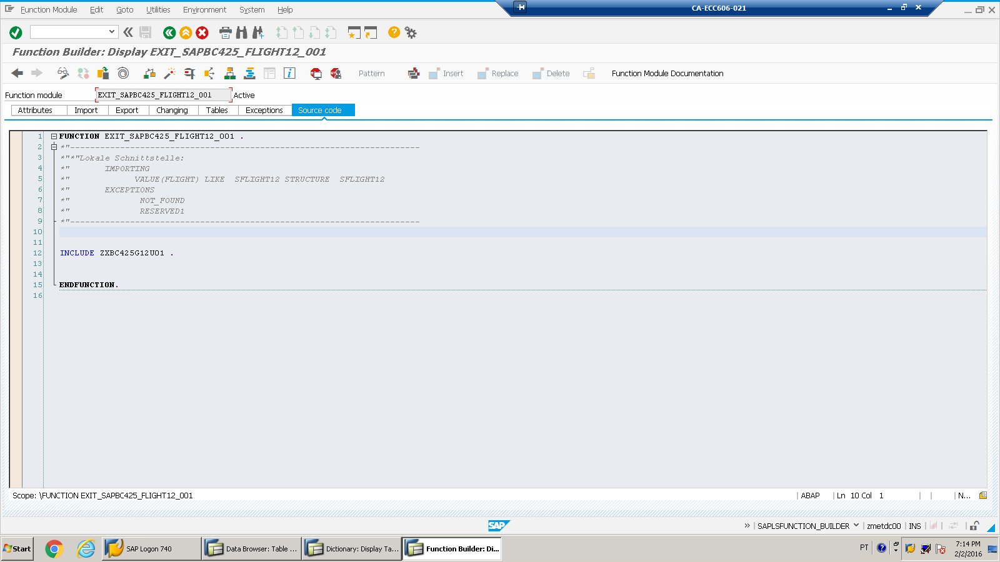 Function Module Edit Goto Utilities Environment System Help
CA-ECC606-021
Function Builder: Display EXIT_SAPBC425_FLIGHT12_001
Pattern Insert Replace Delete Function Module Documentation
Function module EXIT_SAPBC425_FLIGHT12_001 Active
Attributes Import Export Changing Tables Exceptions Source code
1 FUNCTION EXIT_SAPBC425_FLIGHT12_001 .
2 *"----------------------------------------------------------------------
3 *"*"Lokale Schnittstelle:
4 *" IMPORTING
5 *" VALUE(FLIGHT) LIKE SFLIGHT12 STRUCTURE SFLIGHT12
6 *" EXCEPTIONS
7 *" NOT_FOUND
8 *" RESERVED1
9 *"----------------------------------------------------------------------
10
11
12 INCLUDE ZXBC425G12U01 .
13
14
15 ENDFUNCTION.
16
Scope: \FUNCTION EXIT_SAPBC425_FLIGHT12_001 ABAP Ln 10 Col 1 N...
SAP SAPLSFUNCTION_BUILDER zmetdc00 INS
Start SAP Logon 740 Data Browser: Table ... Dictionary: Display Ta... Function Builder: Di... PT 7:14 PM
2/2/2016